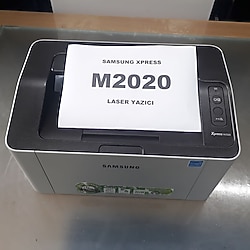 SAMSUNG XPRESS
M2020
LASER YAZICI
SAMSUNG